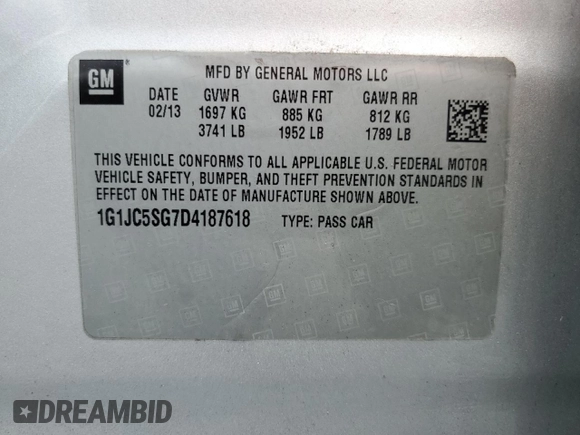 GM
MFD BY GENERAL MOTORS LLC
DATE GVWR GAWR FRT GAWR RR
02/13 1697 KG 885 KG 812 KG
3741 LB 1952 LB 1789 LB
THIS VEHICLE CONFORMS TO ALL APPLICABLE U.S. FEDERAL MOTOR
VEHICLE SAFETY, BUMPER, AND THEFT PREVENTION STANDARDS IN
EFFECT ON THE DATE OF MANUFACTURE SHOWN ABOVE.
1G1JC5SG7D4187618 TYPE: PASS CAR
DREAMBID